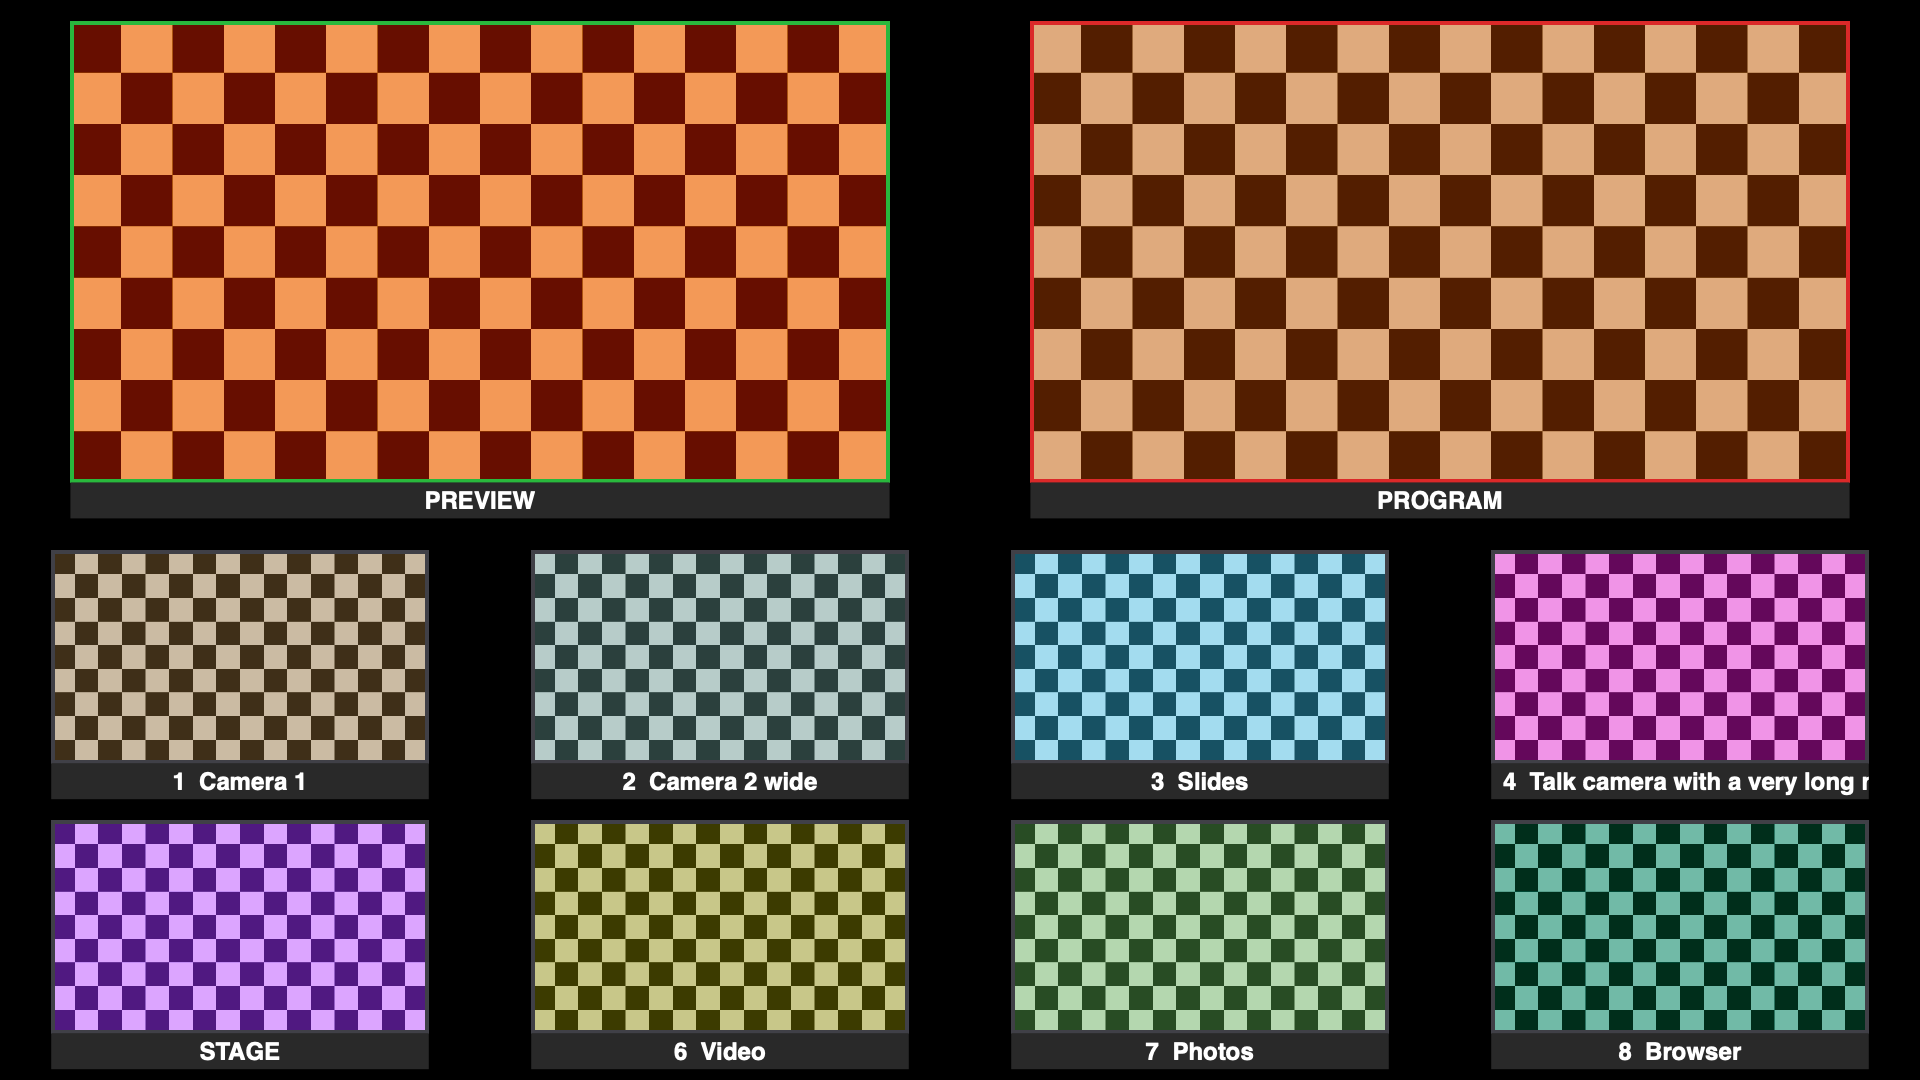 PREVIEW
PROGRAM
1 Camera 1
2 Camera 2 wide
3 Slides
4 Talk camera with a very long
STAGE
6 Video
7 Photos
8 Browser